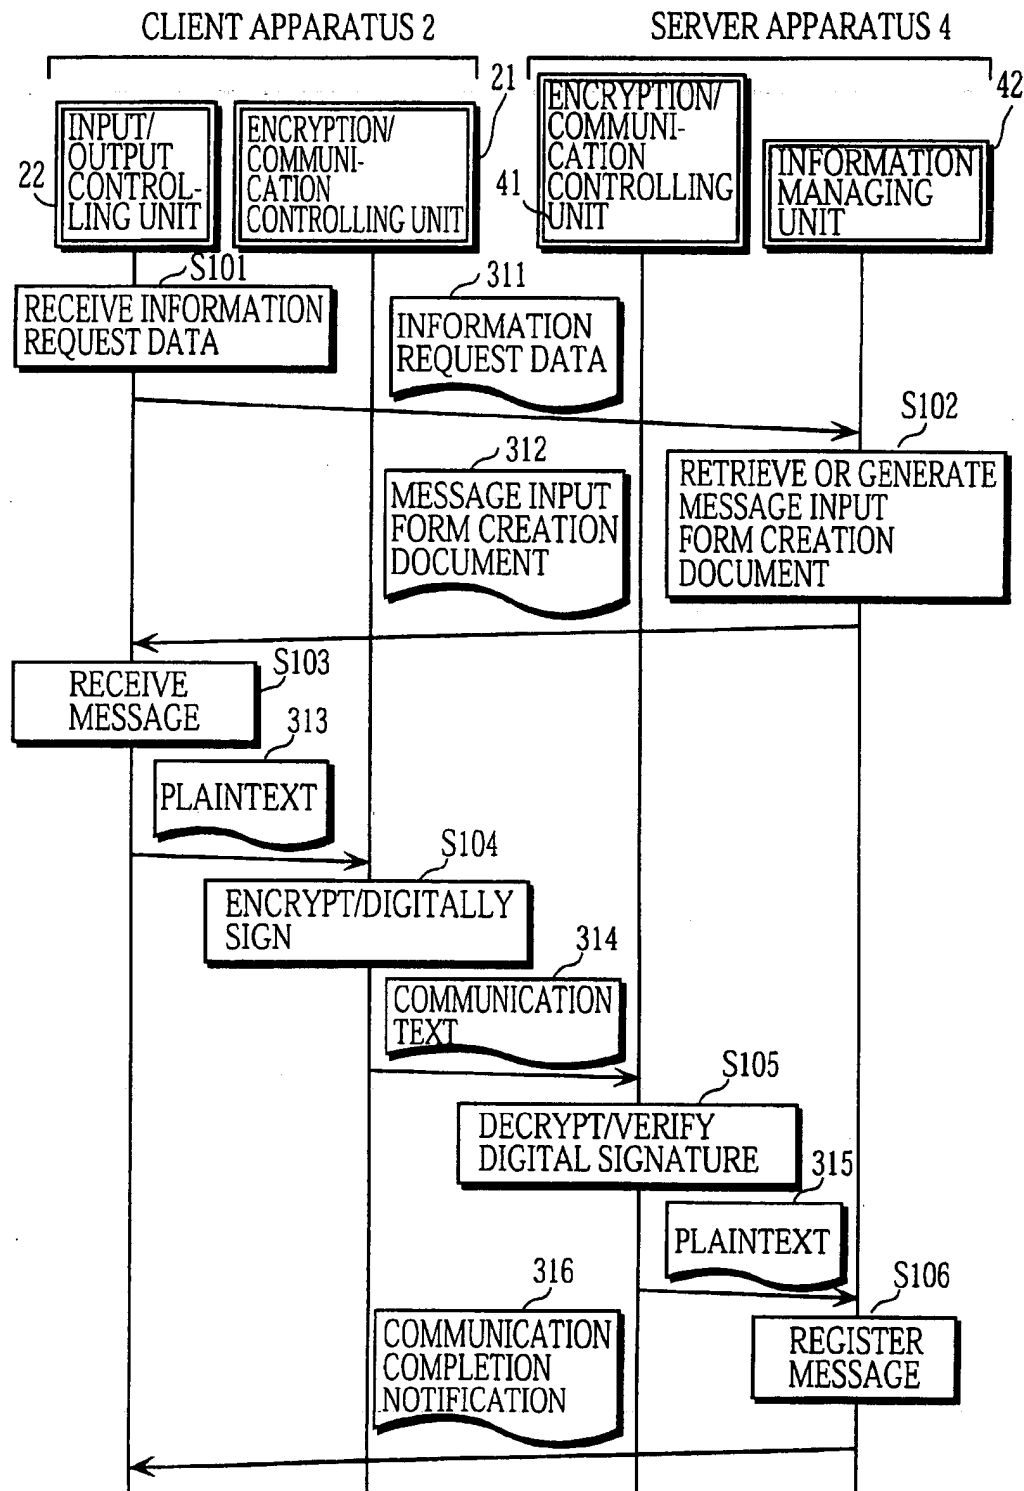 CLIENT APPARATUS 2
SERVER APPARATUS 4
21
42
22
41
INPUT/
OUTPUT
CONTROL-
LING UNIT
ENCRYPTION/
COMMUNI-
CATION
CONTROLLING UNIT
ENCRYPTION/
COMMUNI-
CATION
CONTROLLING
UNIT
INFORMATION
MANAGING
UNIT
S101
RECEIVE INFORMATION
REQUEST DATA
311
INFORMATION
REQUEST DATA
S102
RETRIEVE OR GENERATE
MESSAGE INPUT
FORM CREATION
DOCUMENT
312
MESSAGE INPUT
FORM CREATION
DOCUMENT
S103
RECEIVE
MESSAGE
313
PLAINTEXT
S104
ENCRYPT/DIGITALLY
SIGN
314
COMMUNICATION
TEXT
S105
DECRYPT/VERIFY
DIGITAL SIGNATURE
315
PLAINTEXT
S106
REGISTER
MESSAGE
316
COMMUNICATION
COMPLETION
NOTIFICATION